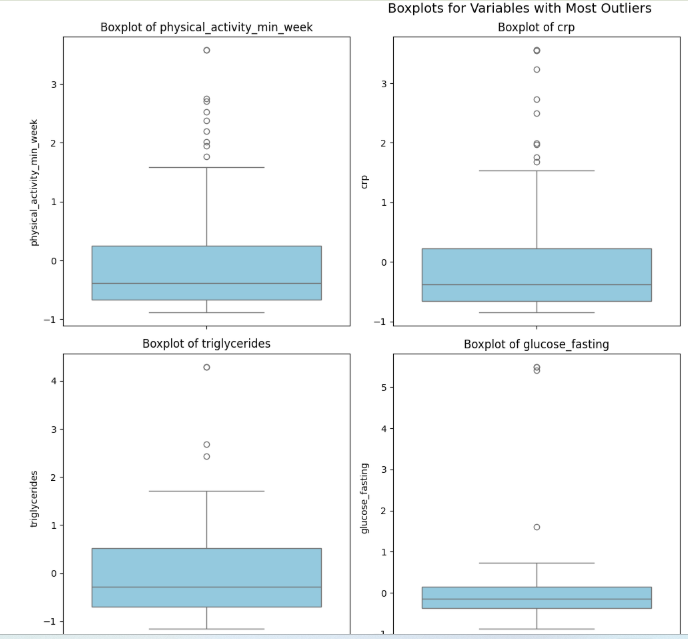 Boxplots for Variables with Most Outliers
Boxplot of physical_activity_min_week
physical_activity_min_week
3
2
1
0
−1
Boxplot of crp
crp
3
2
1
0
−1
Boxplot of triglycerides
triglycerides
4
3
2
1
0
−1
Boxplot of glucose_fasting
glucose_fasting
5
4
3
2
1
0